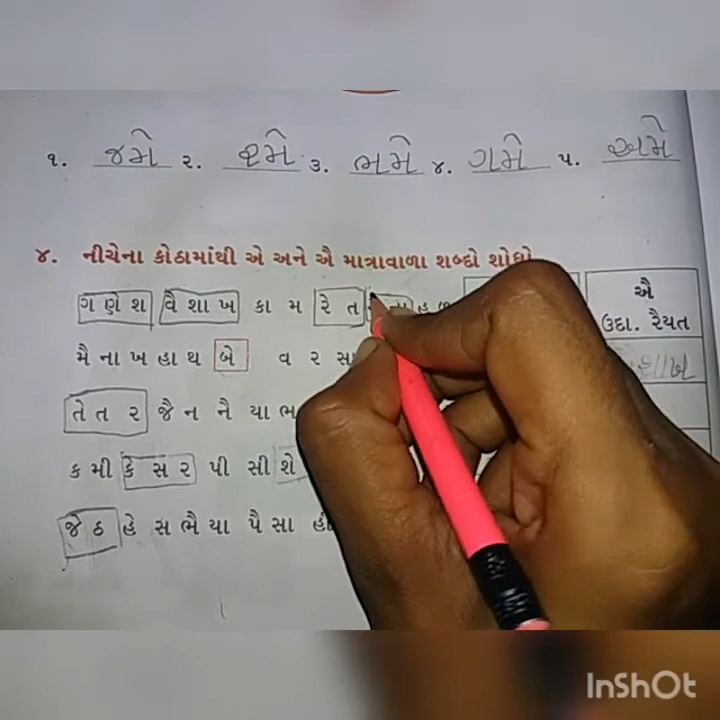 ૧. જમે ૨. રમે ૩. ભમે ૪. ગમે ૫. અમે
૪. નીચેના કોઠામાંથી એ અને ઐ માત્રાવાળા શબ્દો શોધો
ગ ણે શ વૈ શા ખ કા મ રે ત હ
ઐ
ઉદા. રૈયત
મૈ ના ખ હા થ બે વ ર સા
તે ત ર જૈ ન નૈ યા ભ
ક મી કે સ ર પી સી શે
જે ઠ હે સ ભૈ યા પૈ સા હી
InShOt